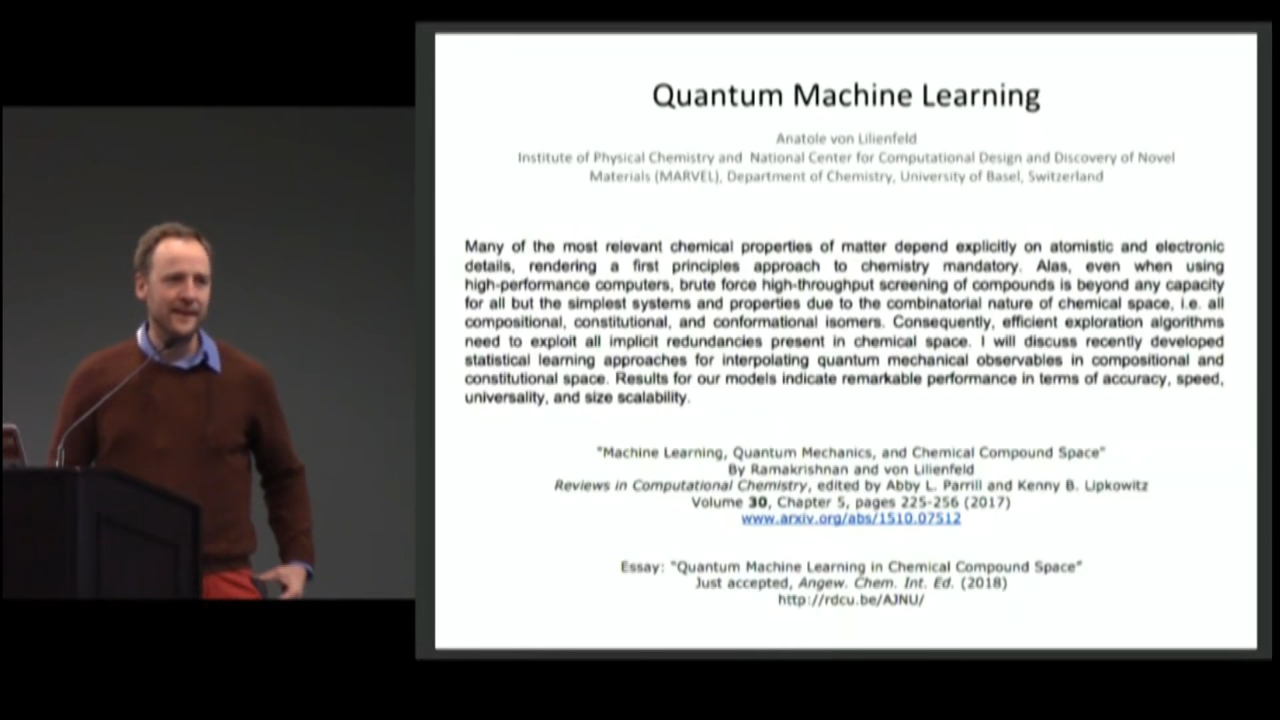 Quantum Machine Learning
Anatole von Lilienfeld
Institute of Physical Chemistry and National Center for Computational Design and Discovery of Novel
Materials (MARVEL), Department of Chemistry, University of Basel, Switzerland
Many of the most relevant chemical properties of matter depend explicitly on atomistic and electronic
details, rendering a first principles approach to chemistry mandatory. Alas, even when using
high-performance computers, brute force high-throughput screening of compounds is beyond any capacity
for all but the simplest systems and properties due to the combinatorial nature of chemical space, i.e. all
compositional, constitutional, and conformational isomers. Consequently, efficient exploration algorithms
need to exploit all implicit redundancies present in chemical space. I will discuss recently developed
statistical learning approaches for interpolating quantum mechanical observables in compositional and
constitutional space. Results for our models indicate remarkable performance in terms of accuracy, speed,
universality, and size scalability.
"Machine Learning, Quantum Mechanics, and Chemical Compound Space"
By Ramakrishnan and von Lilienfeld
Reviews in Computational Chemistry, edited by Abby L. Parrill and Kenny B. Lipkowitz
Volume 30, Chapter 5, pages 225-256 (2017)
www.arxiv.org/abs/1510.07512
Essay: "Quantum Machine Learning in Chemical Compound Space"
Just accepted, Angew. Chem. Int. Ed. (2018)
http://rdcu.be/AJNU/